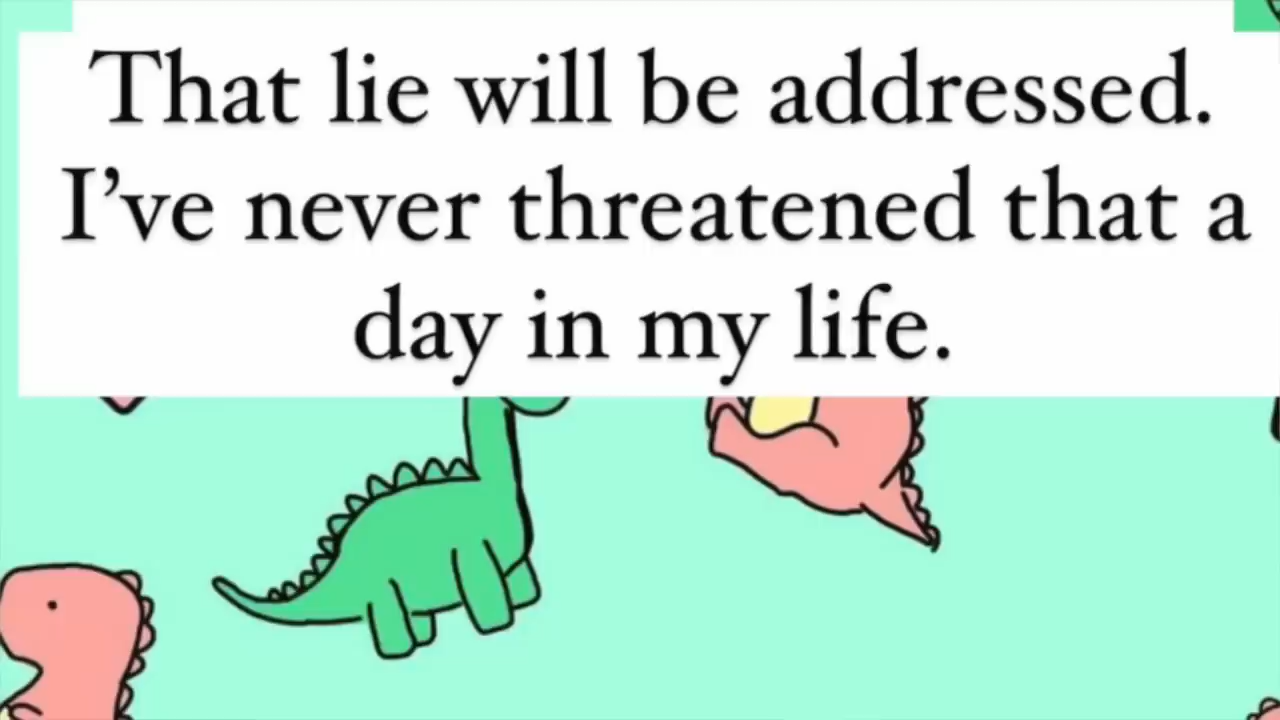 That lie will be addressed.
I’ve never threatened that a
day in my life.